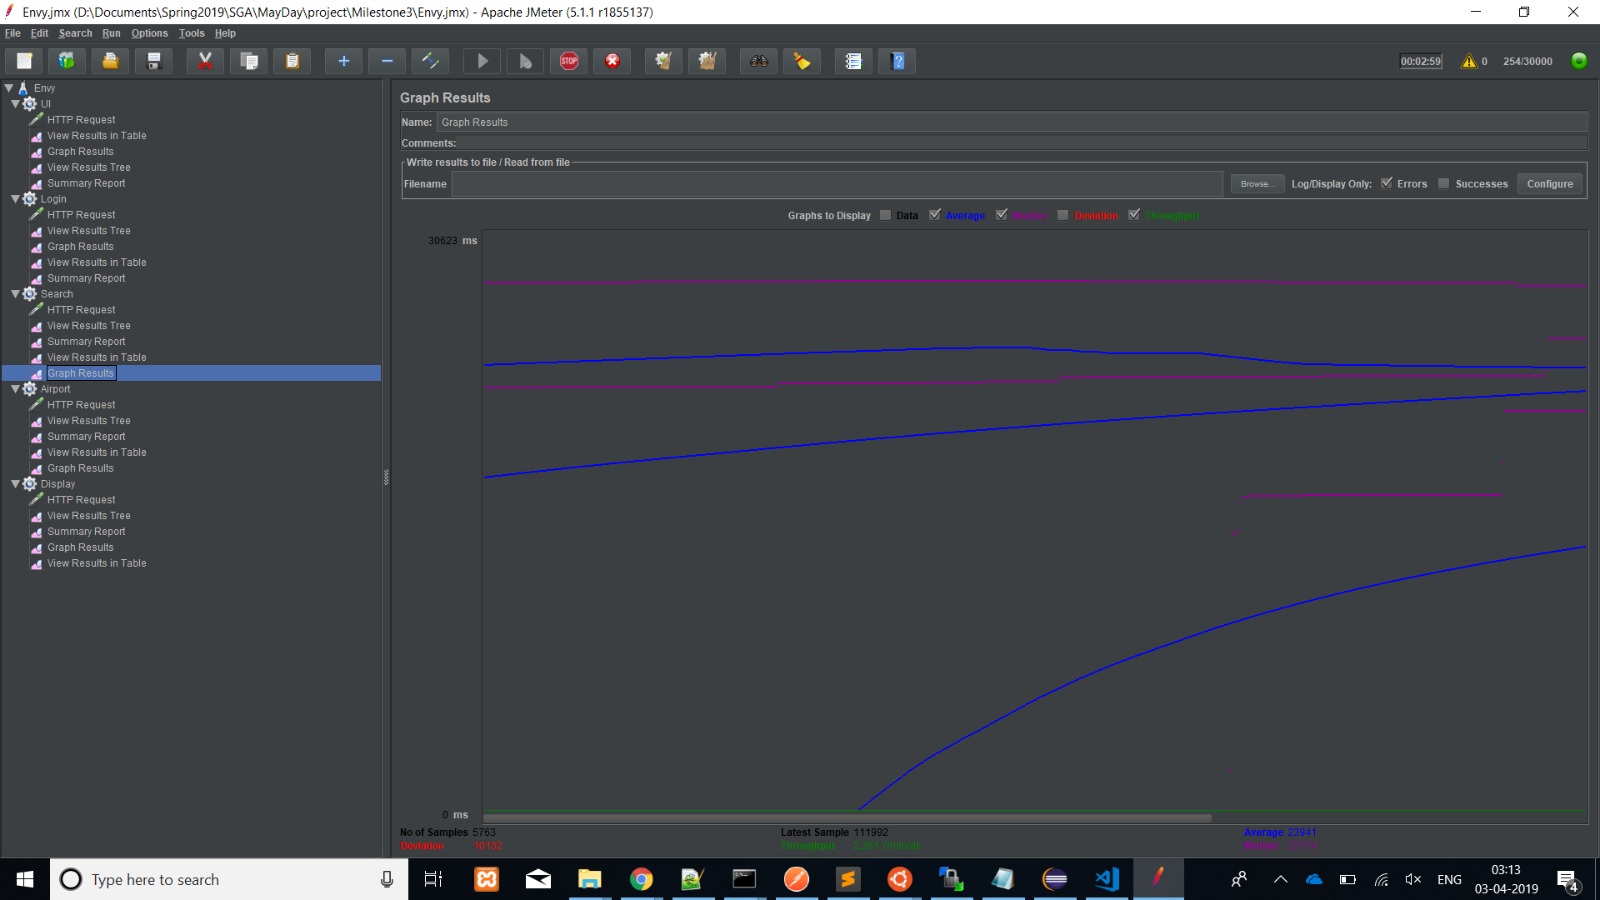 Envy.jmx (D:\Documents\Spring2019\SGA\MayDay\project\Milestone3\Envy.jmx) - Apache JMeter (5.1.1 r1855137)
File Edit Search Run Options Tools Help
STOP
00:02:59 0 254/30000
Envy
UI
HTTP Request
View Results in Table
Graph Results
View Results Tree
Summary Report
Login
HTTP Request
View Results Tree
Graph Results
View Results in Table
Summary Report
Search
HTTP Request
View Results Tree
Summary Report
View Results in Table
Graph Results
Airport
HTTP Request
View Results Tree
Summary Report
View Results in Table
Graph Results
Display
HTTP Request
View Results Tree
Summary Report
Graph Results
View Results in Table
Graph Results
Name: Graph Results
Comments:
Write results to file / Read from file
Filename Browse... Log/Display Only: Errors Successes Configure
Graphs to Display Data Average Median Deviation Throughput
30623 ms
0 ms
No of Samples 5763 Latest Sample 111992 Average 23941
Deviation 10132 Throughput Median
Type here to search
ENG
03:13
03-04-2019
4